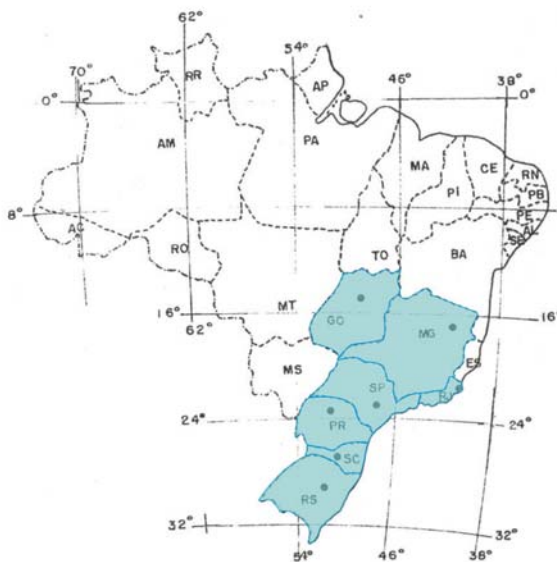 62°
70°
54°
46°
38°
RR
AP
0°
0°
AM
PA
MA
CE
RN
PB
PI
PE
AL
SE
8°
AC
RO
TO
BA
MT
GO
16°
16°
62°
MG
MS
ES
SP
RJ
24°
24°
PR
SC
RS
32°
32°
54°
46°
38°